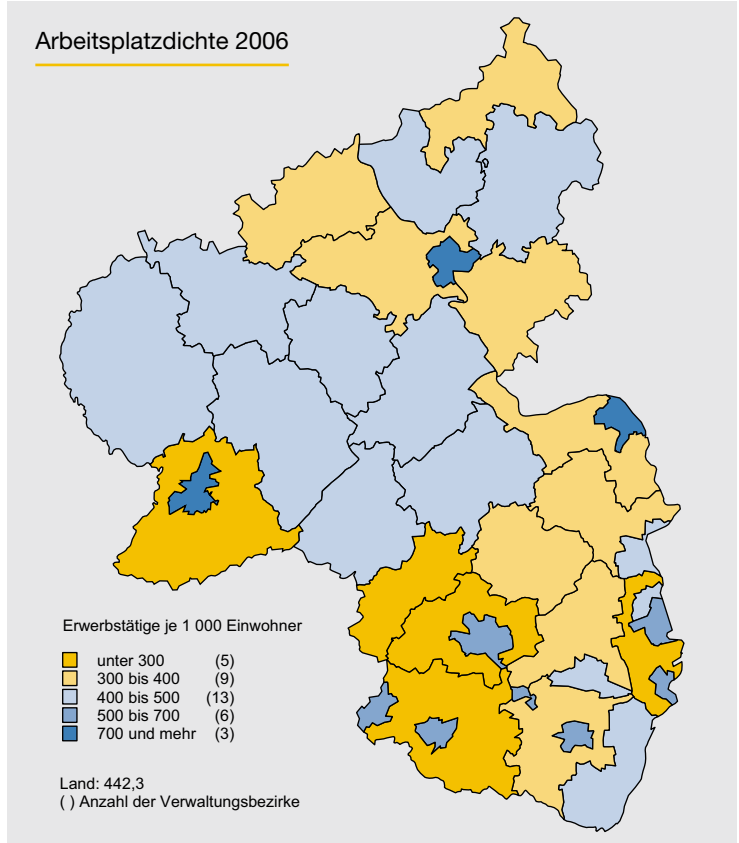 Arbeitsplatzdichte 2006
Erwerbstätige je 1 000 Einwohner
unter 300 (5)
300 bis 400 (9)
400 bis 500 (13)
500 bis 700 (6)
700 und mehr (3)
Land: 442,3
( ) Anzahl der Verwaltungsbezirke